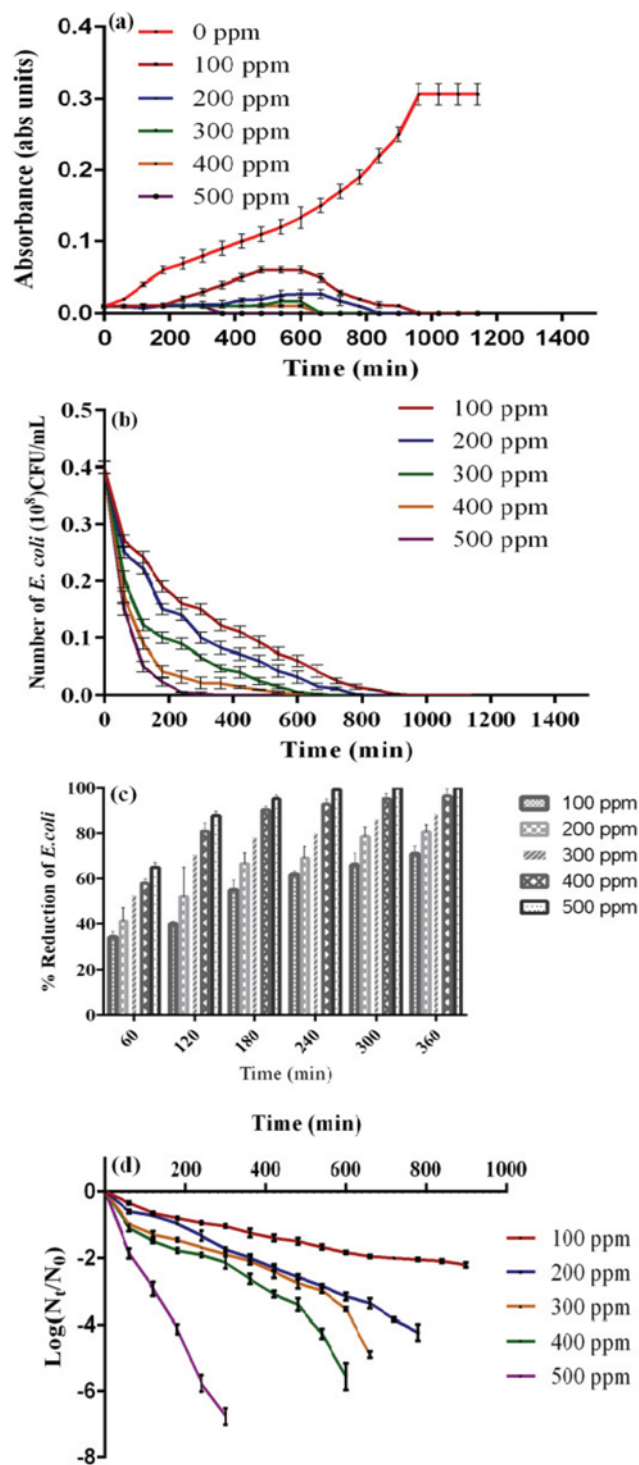 (a)
0 ppm
100 ppm
200 ppm
300 ppm
400 ppm
500 ppm
Absorbance (abs units)
0.4
0.3
0.2
0.1
0.0
0 200 400 600 800 1000 1200 1400
Time (min)
(b)
100 ppm
200 ppm
300 ppm
400 ppm
500 ppm
Number of E. coli (10⁸)CFU/mL
0.5
0.4
0.3
0.2
0.1
0.0
0 200 400 600 800 1000 1200 1400
Time (min)
(c)
100 ppm
200 ppm
300 ppm
400 ppm
500 ppm
% Reduction of E.coli
100
80
60
40
20
0
60 120 180 240 300 360
Time (min)
Time (min)
(d)
200 400 600 800 1000
Log(Nt/N0)
0
-2
-4
-6
-8
100 ppm
200 ppm
300 ppm
400 ppm
500 ppm